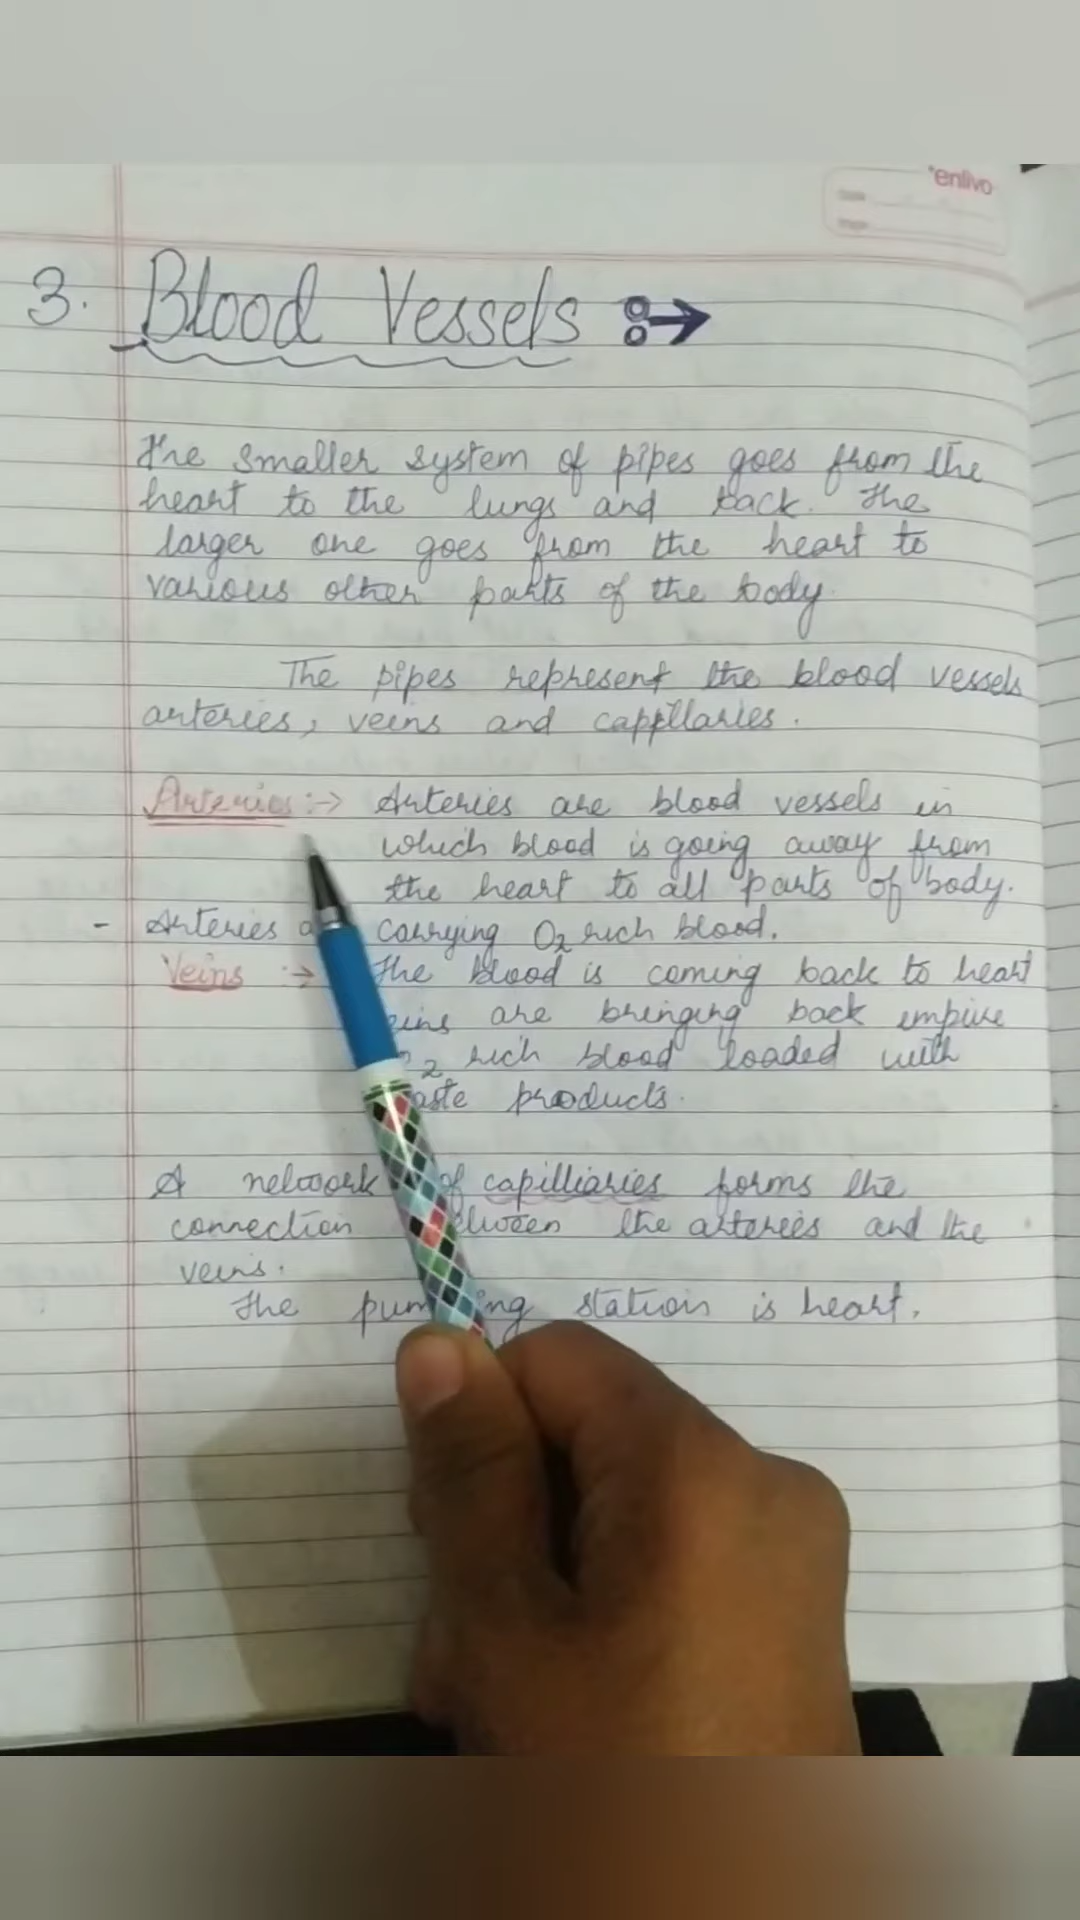 enlivo
3. Blood Vessels
The smaller system of pipes goes from the
heart to the lungs and back. The
larger one goes from the heart to
various other parts of the body.
The pipes represent the blood vessels
arteries, veins and
Arteries :→ Arteries are blood vessels in
which blood is going away from
the heart to all parts of body.
- Arteries carrying O2 rich blood.
Veins :→ The blood is coming back to heart
are bringing back
2 rich blood loaded with
products.
A network of capilliaries forms the
connection the arteries and the
veins.
The station is heart.